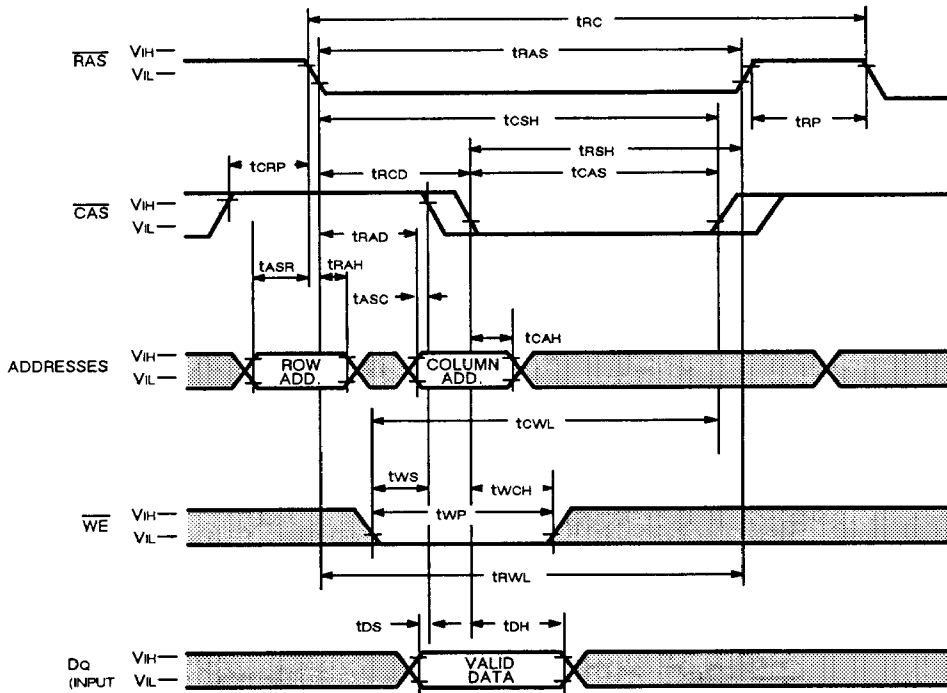 tRC
RAS VIH
tRAS
VIL
tCSH
tRP
tRSH
tCRP
tRCD
tCAS
CAS VIH
VIL
tRAD
tASR
tRAH
tASC
tCAH
ADDRESSES VIH
VIL
ROW
ADD.
COLUMN
ADD.
tCWL
tWS
tWCH
tWP
WE VIH
VIL
tRWL
tDS
tDH
DQ
(INPUT
VIH
VIL
VALID
DATA